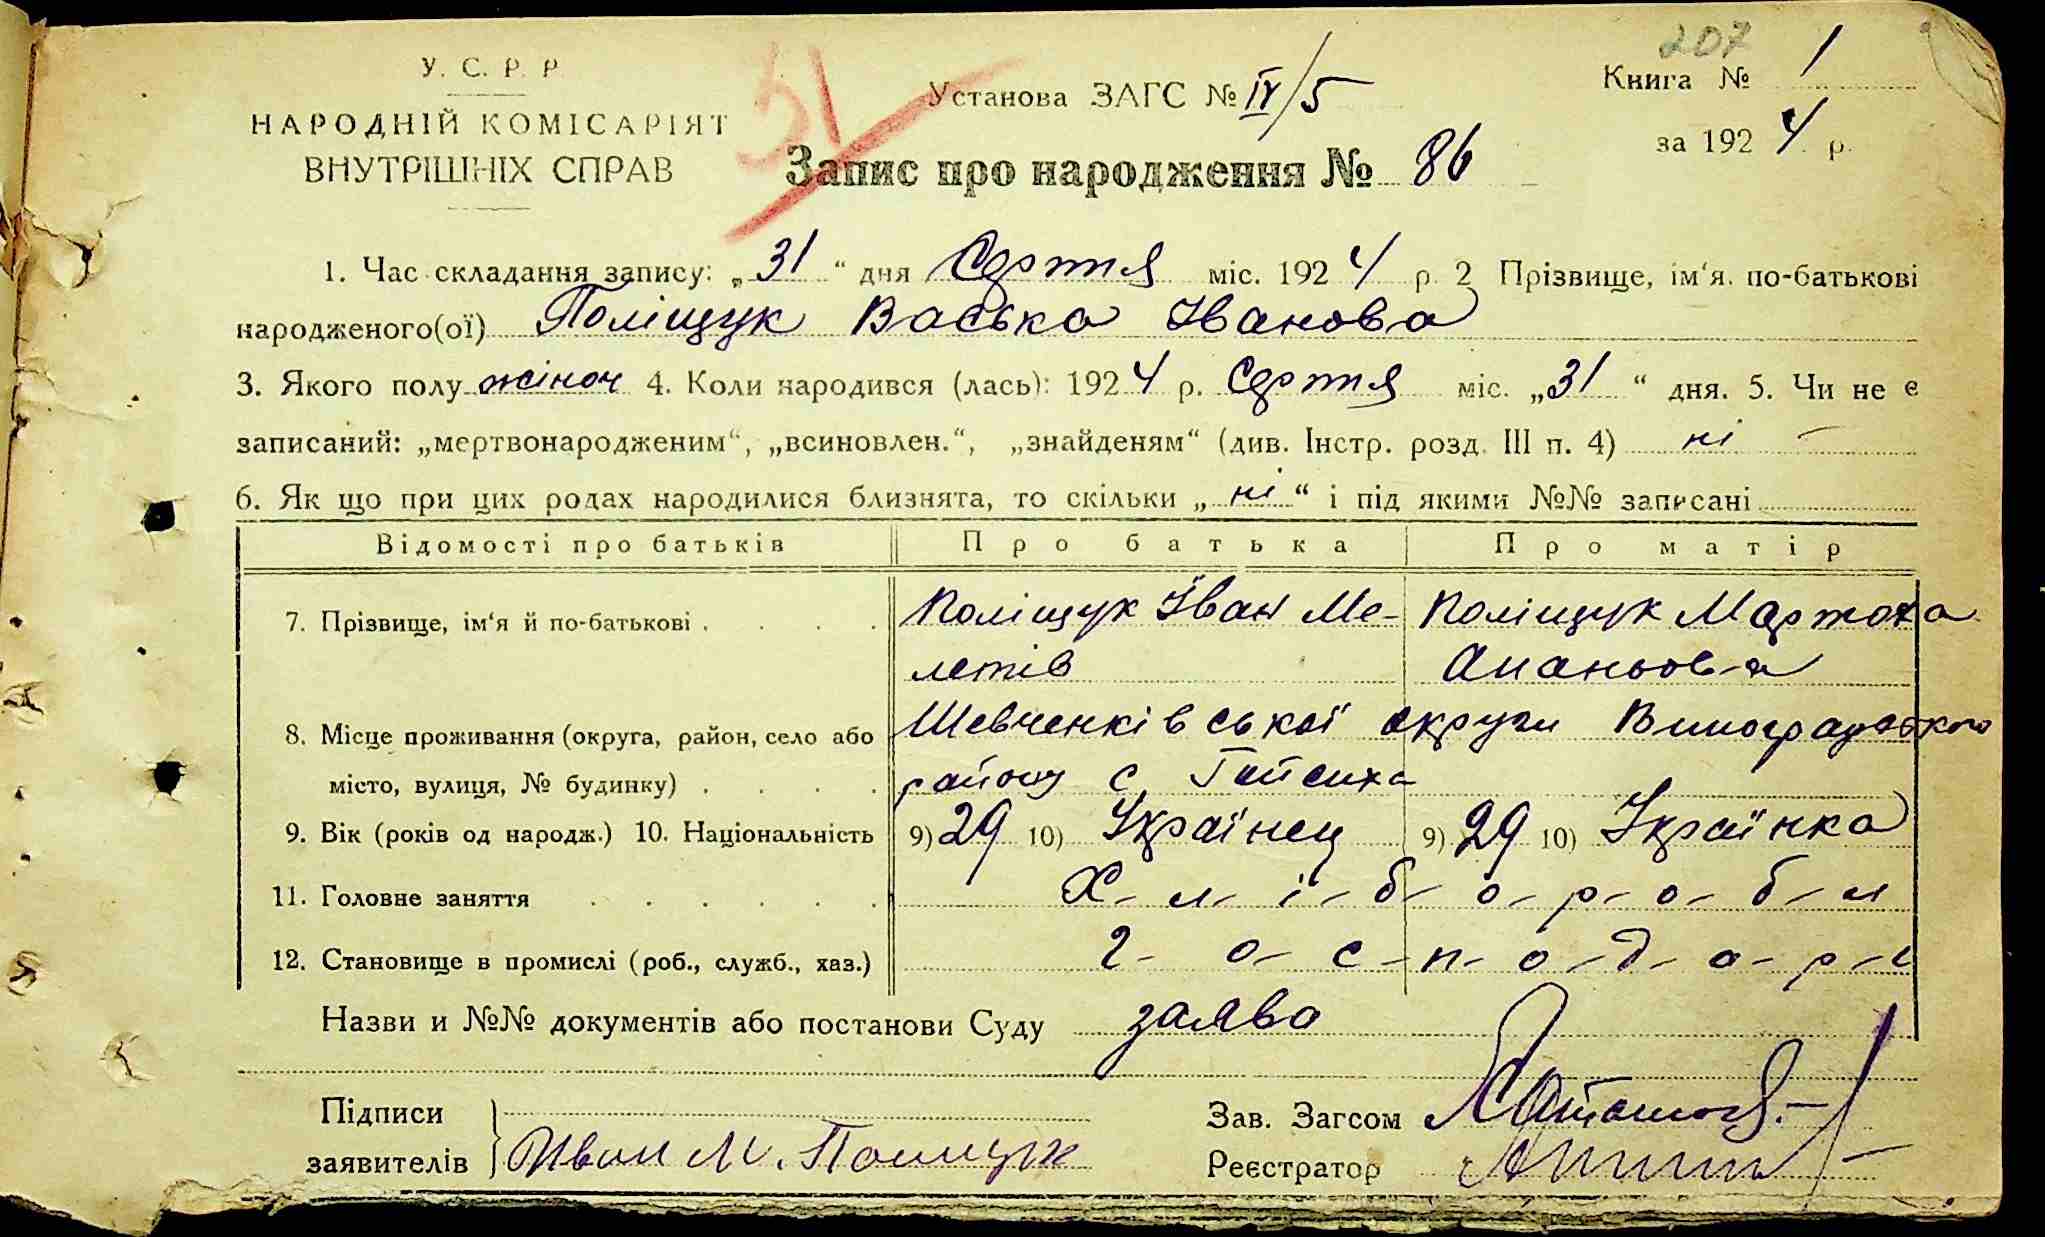 207
У. С. Р. Р.
НАРОДНІЙ КОМІСАРІЯТ
ВНУТРІШНІХ СПРАВ
51
Установа ЗАГС № IV/5
Книга № 1
за 1924 р.
Запис про народження № 86
1. Час складання запису: „31“ дня Серпня міс. 1924 р. 2 Прізвище, ім‘я. по-батькові
народженого(ої) Поліщук Васька Іванова
3. Якого полу жіноч 4. Коли народився (лась): 1924 р. Серпня міс. „31“ дня. 5. Чи не є
записаний: „мертвонародженим“, „всиновлен.“, „знайденям“ (див. Інстр. розд. III п. 4) ні –
6. Як що при цих родах народилися близнята, то скільки „ні“ і під якими №№ записані
Відомості про батьків Про батька Про матір
7. Прізвище, ім‘я й по-батькові . . . . Поліщук Іван Ме- Поліщук Мартоха
летів Ананьова
8. Місце проживання (округа, район, село або Шевченківської округи Виноградського
місто, вулиця, № будинку) . . . . району с.
9. Вік (років од народж.) 10. Національність 9) 29 10) Українец 9) 29 10) Українка
11. Головне заняття . . . . . . Х-л-і-б-о-р-о-б-и
12. Становище в промислі (роб., служб., хаз.) г-о-с-п-о-д-а-р-і
Назви и №№ документів або постанови Суду заява
Підписи
заявителів Иван М. Полищук
Зав. Загсом
Реєстратор